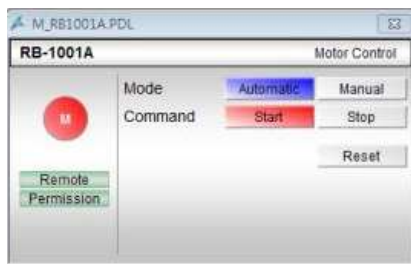 M_RB1001A.PDL
RB-1001A Motor Control
Mode Automatic Manual
M Command Start Stop
Reset
Remote
Permission